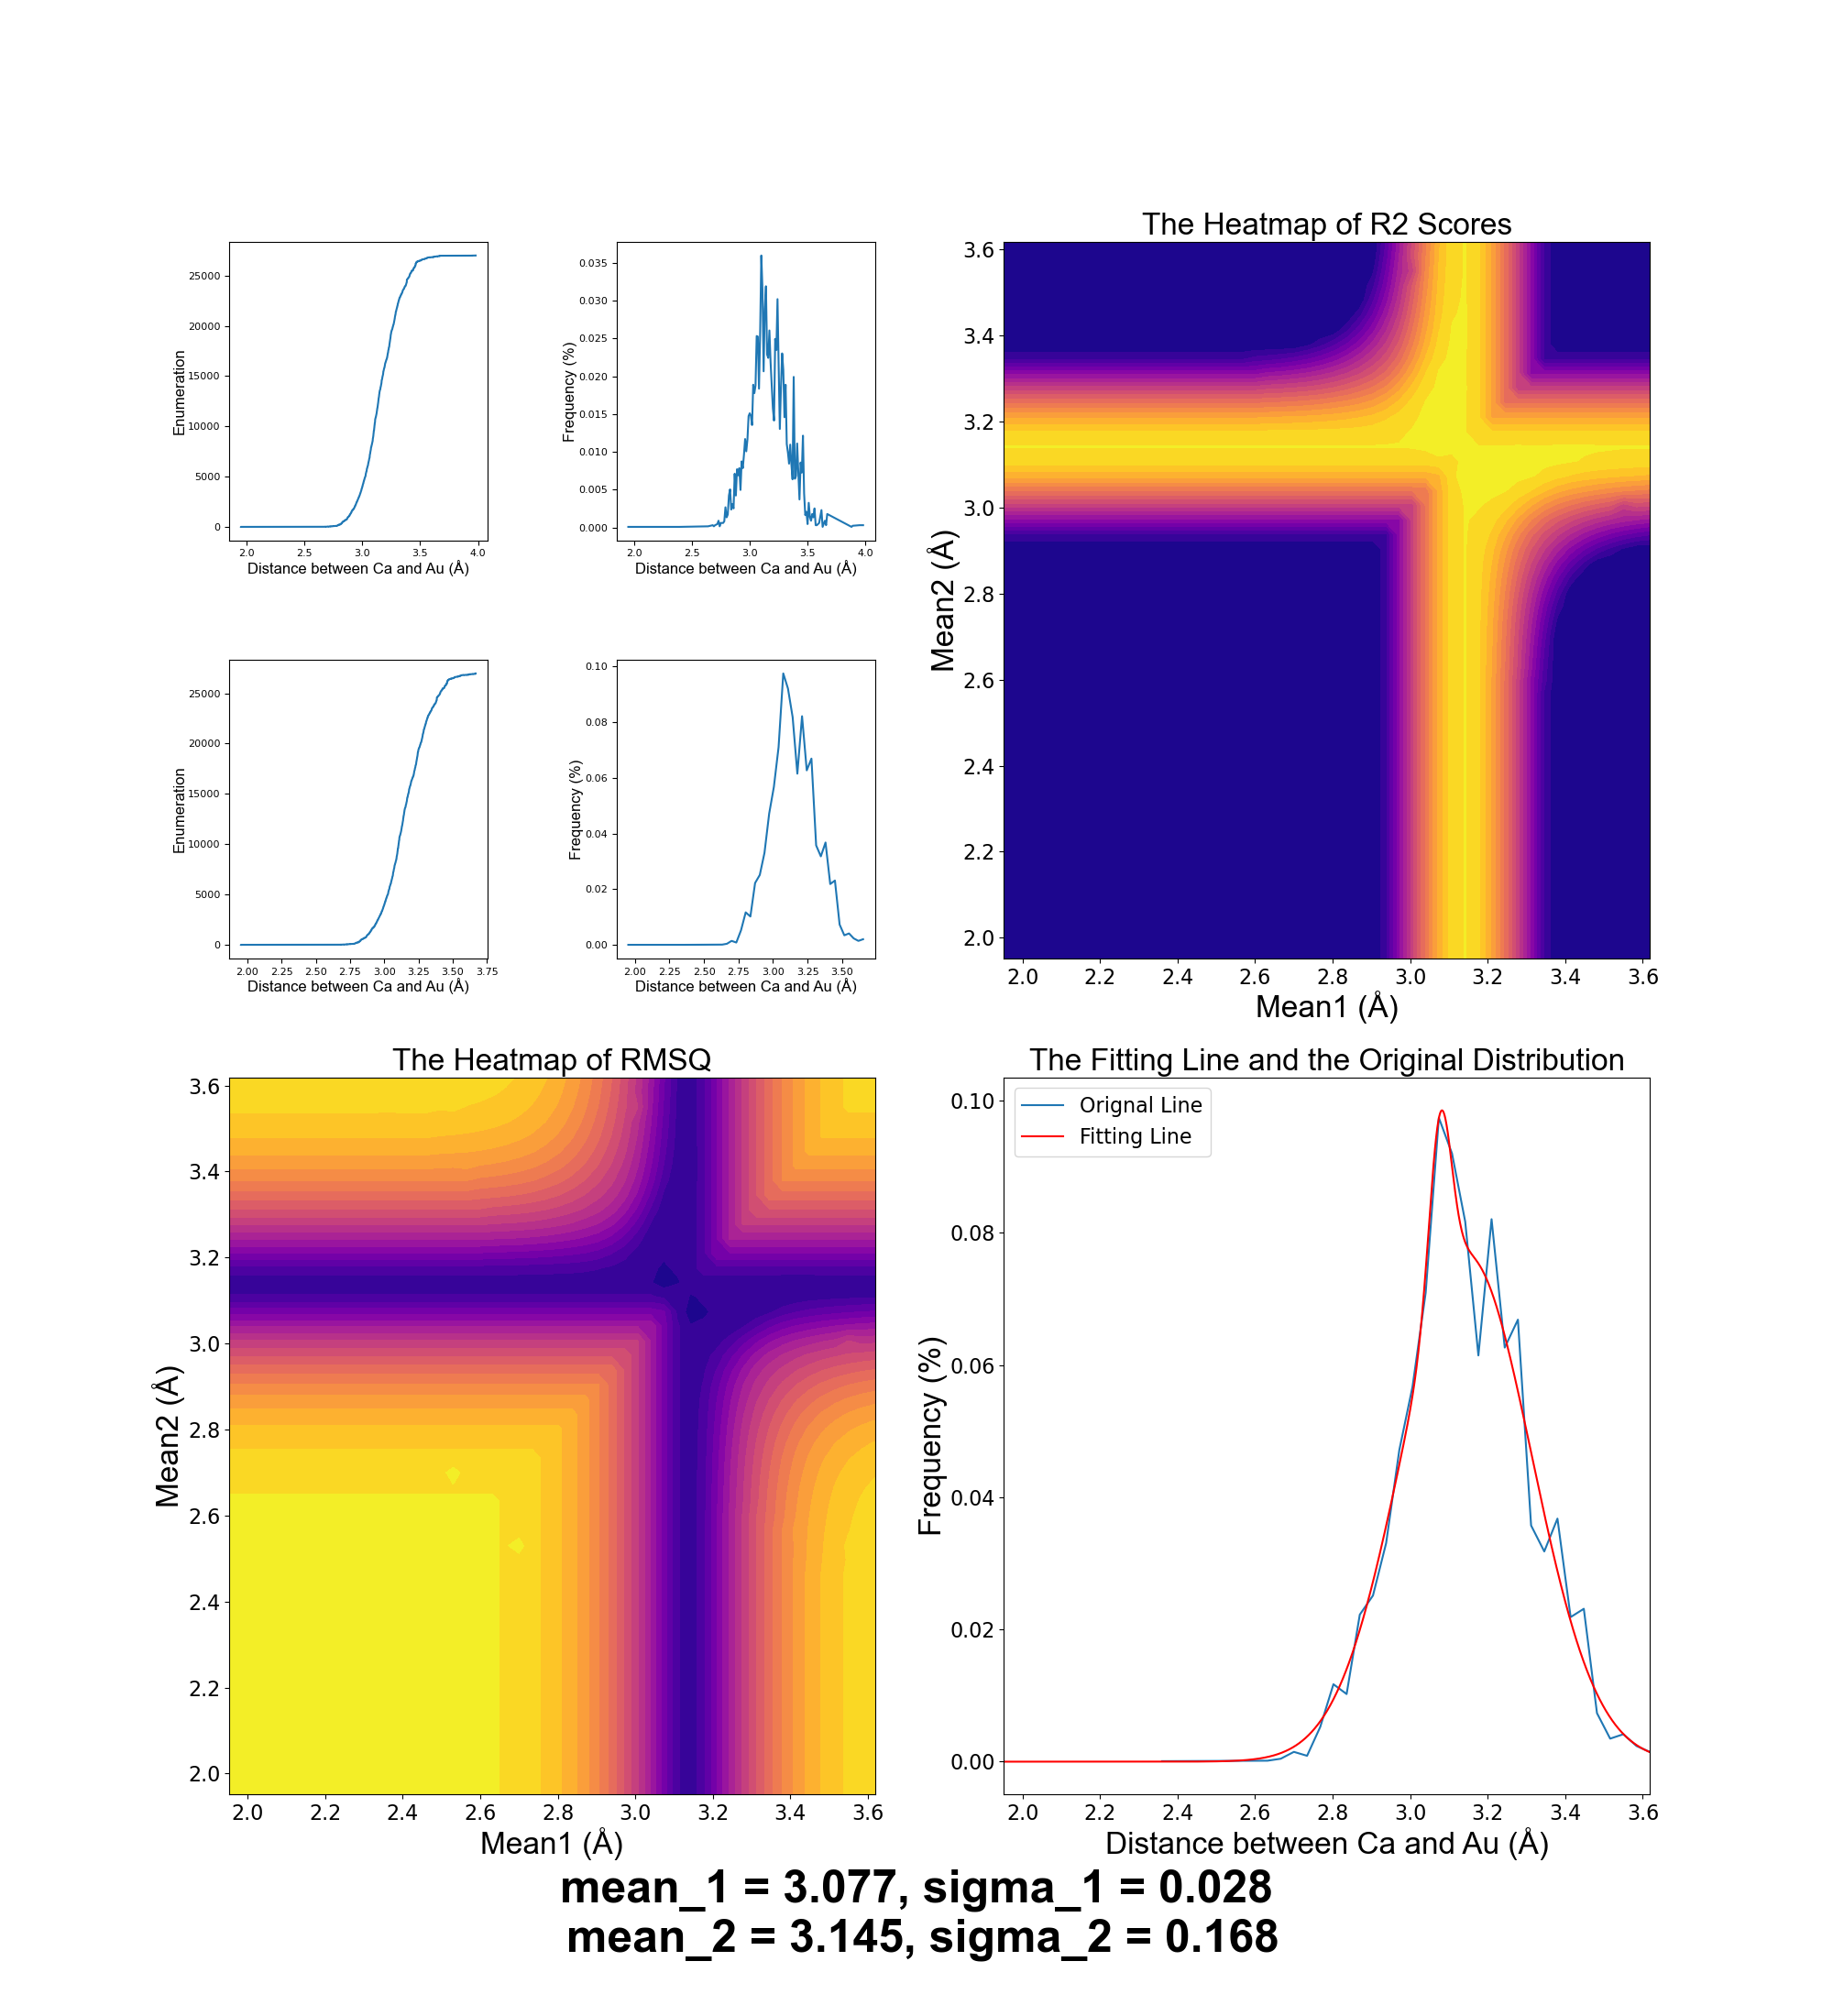 The Heatmap of R2 Scores
25000
20000
15000
10000
5000
0
Enumeration
2.0 2.5 3.0 3.5 4.0
Distance between Ca and Au (Å)
0.035
0.030
0.025
0.020
0.015
0.010
0.005
0.000
Frequency (%)
2.0 2.5 3.0 3.5 4.0
Distance between Ca and Au (Å)
3.6
3.4
3.2
3.0
2.8
2.6
2.4
2.2
2.0
Mean2 (Å)
2.0 2.2 2.4 2.6 2.8 3.0 3.2 3.4 3.6
Mean1 (Å)
25000
20000
15000
10000
5000
0
Enumeration
2.00 2.25 2.50 2.75 3.00 3.25 3.50 3.75
Distance between Ca and Au (Å)
0.10
0.08
0.06
0.04
0.02
0.00
Frequency (%)
2.00 2.25 2.50 2.75 3.00 3.25 3.50
Distance between Ca and Au (Å)
The Heatmap of RMSQ
3.6
3.4
3.2
3.0
2.8
2.6
2.4
2.2
2.0
Mean2 (Å)
2.0 2.2 2.4 2.6 2.8 3.0 3.2 3.4 3.6
Mean1 (Å)
The Fitting Line and the Original Distribution
Orignal Line
Fitting Line
0.10
0.08
0.06
0.04
0.02
0.00
Frequency (%)
2.0 2.2 2.4 2.6 2.8 3.0 3.2 3.4 3.6
Distance between Ca and Au (Å)
mean_1 = 3.077, sigma_1 = 0.028
mean_2 = 3.145, sigma_2 = 0.168